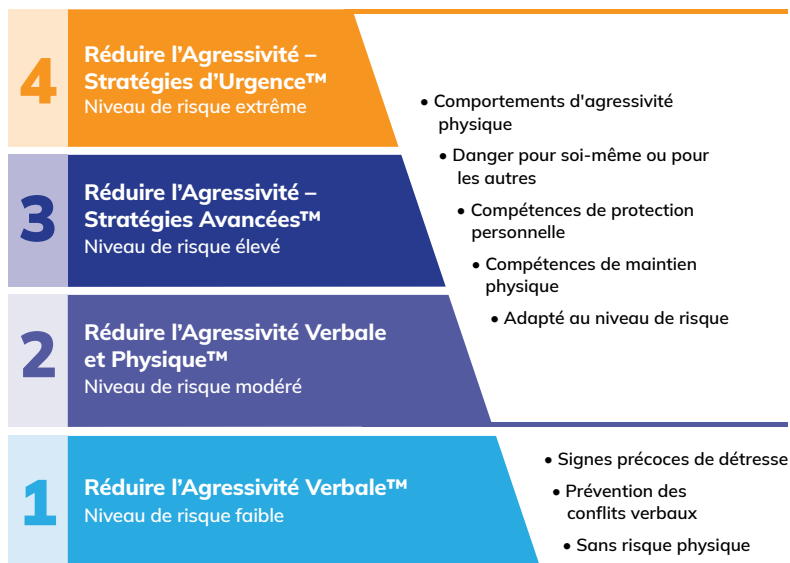 4
Réduire l’Agressivité –
Stratégies d’Urgence™
Niveau de risque extrême
3
Réduire l’Agressivité –
Stratégies Avancées™
Niveau de risque élevé
2
Réduire l’Agressivité Verbale
et Physique™
Niveau de risque modéré
• Comportements d'agressivité
physique
• Danger pour soi-même ou pour
les autres
• Compétences de protection
personnelle
• Compétences de maintien
physique
• Adapté au niveau de risque
1
Réduire l’Agressivité Verbale™
Niveau de risque faible
• Signes précoces de détresse
• Prévention des
conflits verbaux
• Sans risque physique